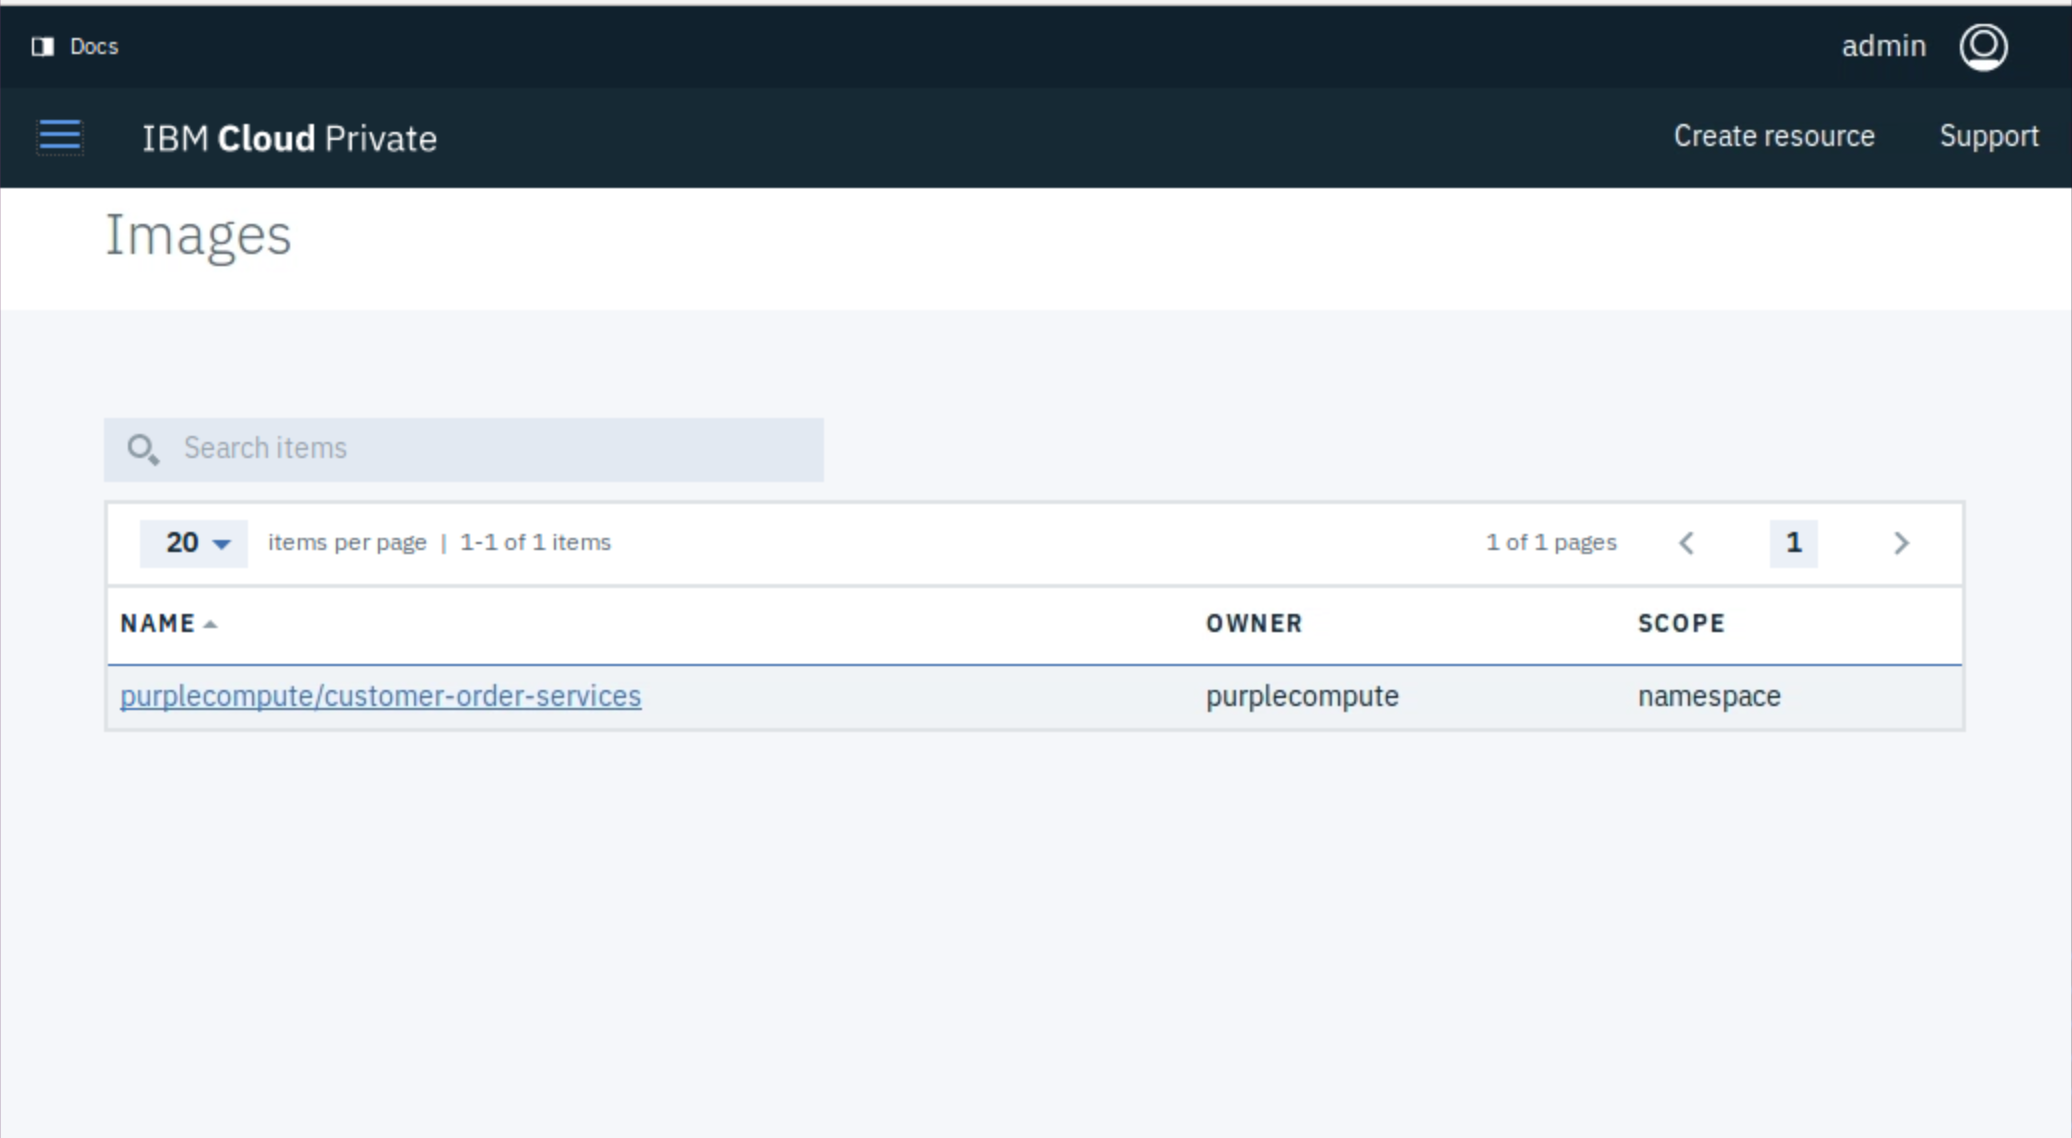 Docs
admin
IBM Cloud Private
Create resource
Support
Images
Search items
20 items per page | 1-1 of 1 items
1 of 1 pages
1
NAME OWNER SCOPE
purplecompute/customer-order-services purplecompute namespace